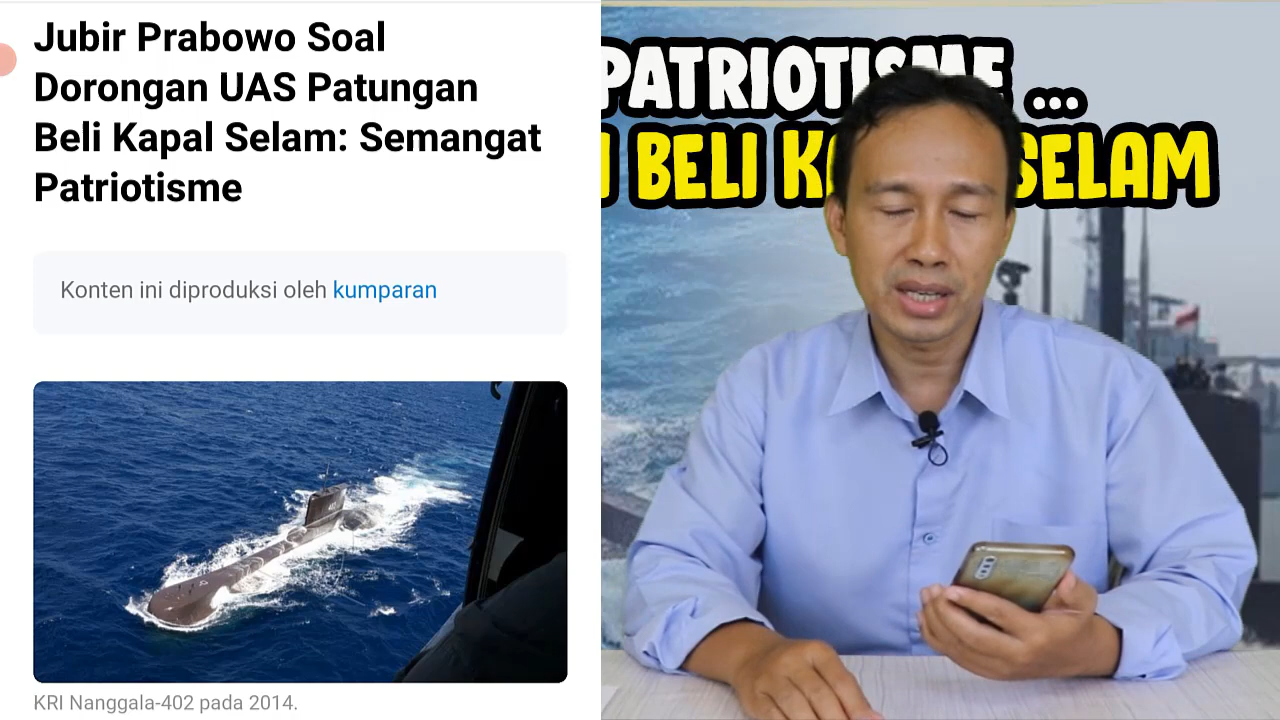 Jubir Prabowo Soal
Dorongan UAS Patungan
Beli Kapal Selam: Semangat
Patriotisme
Konten ini diproduksi oleh kumparan
KRI Nanggala-402 pada 2014.
PATRIOTISME ...
BELI SELAM